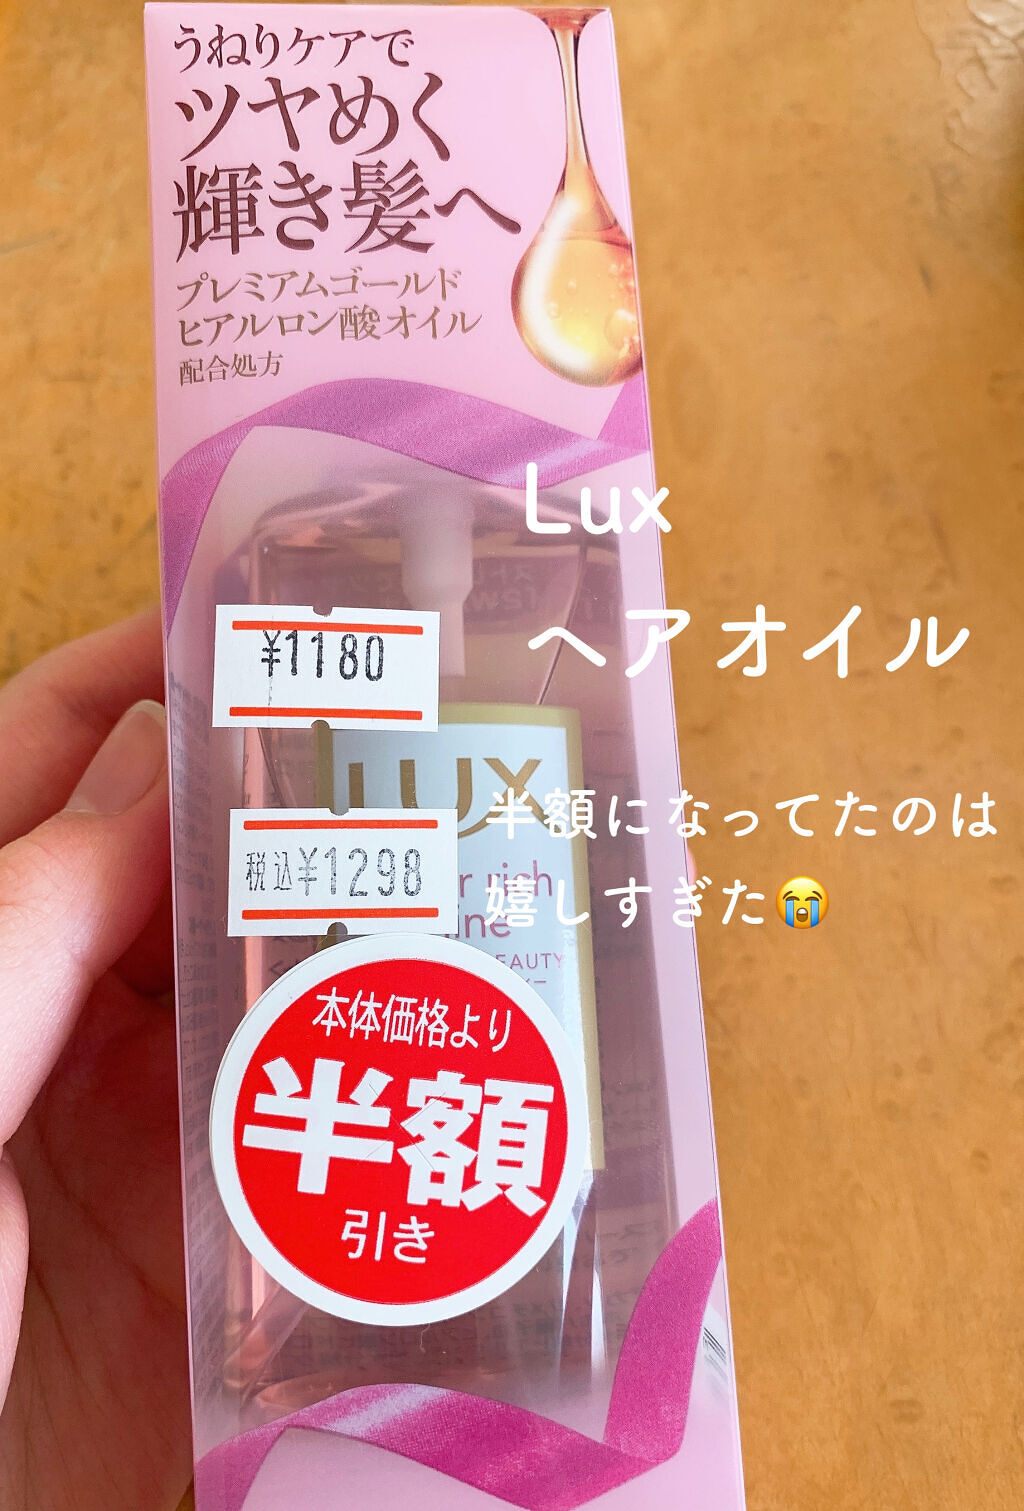 うねりケアで
ツヤめく
輝き髪へ
プレミアムゴールド
ヒアルロン酸オイル
配合処方
Lux
ヘアオイル
¥1180
LUX
半額になってたのは
税込¥1298
rich
嬉しすぎた😭
ine
EAUTY
本体価格より
半額
引き